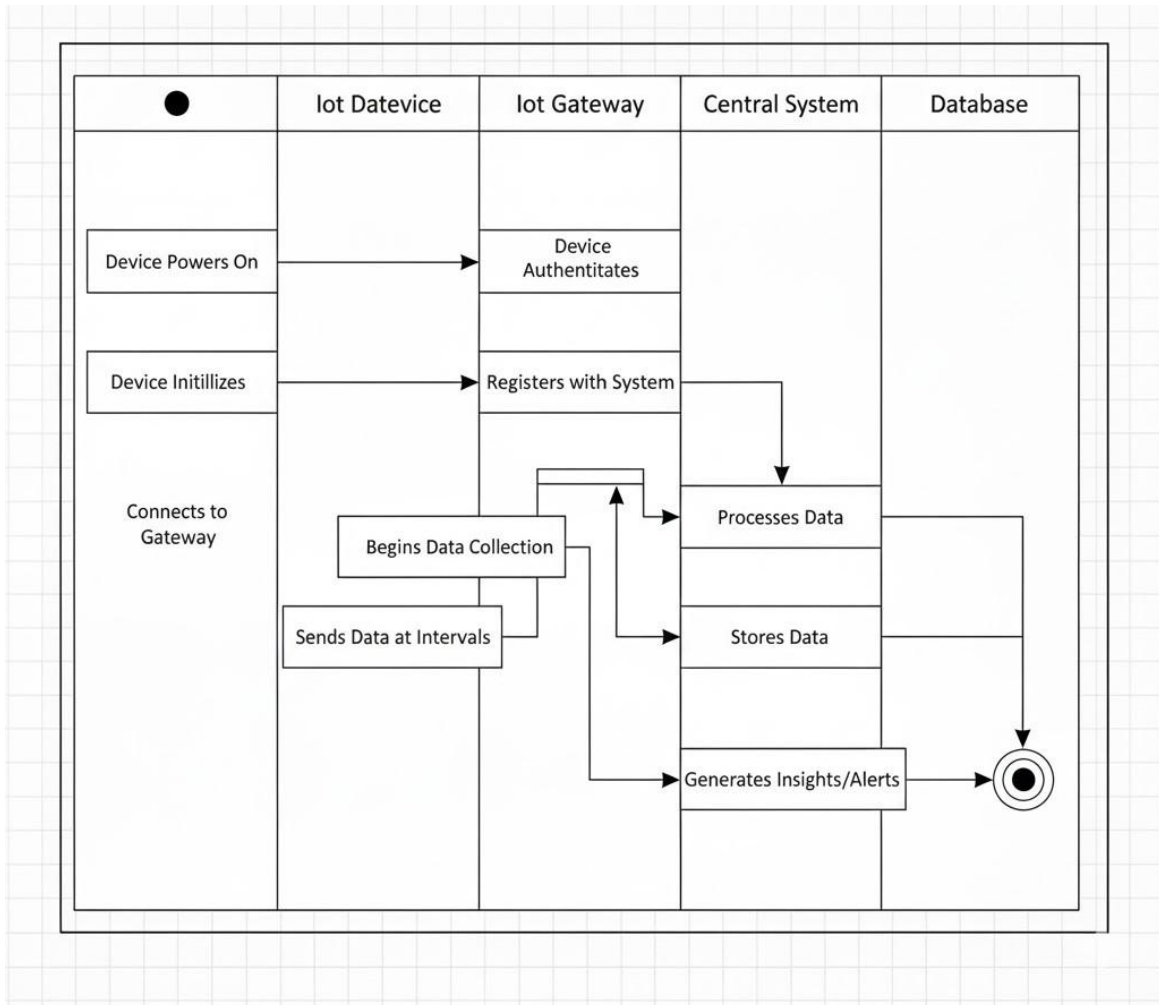 Iot Datevice
Iot Gateway
Central System
Database
Device Powers On
Device
Authentitates
Device Initillizes
Registers with System
Connects to
Gateway
Processes Data
Begins Data Collection
Sends Data at Intervals
Stores Data
Generates Insights/Alerts